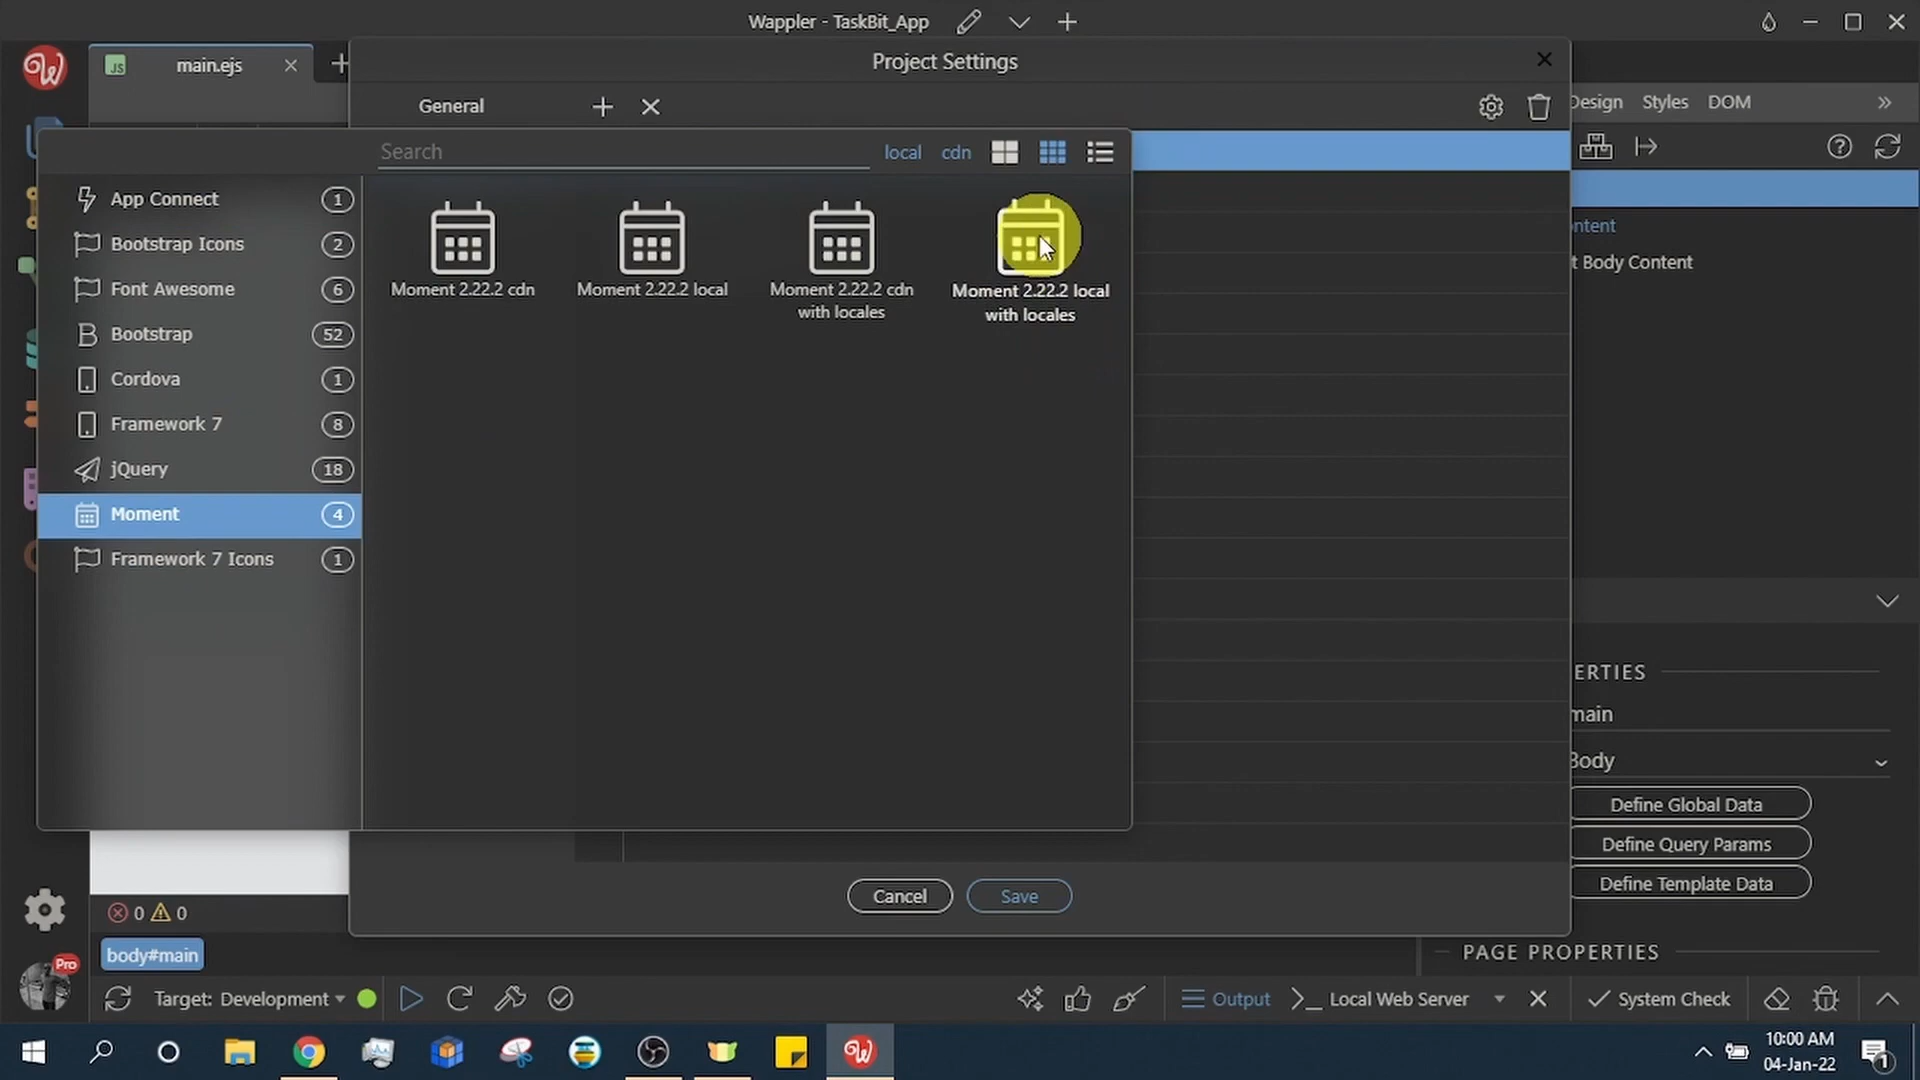 Wappler - TaskBit_App
JS
main.ejs
Project Settings
General
Design
Styles
DOM
Search
local
cdn
App Connect
1
Bootstrap Icons
2
Font Awesome
6
Bootstrap
52
Cordova
1
Framework 7
8
jQuery
18
Moment
4
Framework 7 Icons
1
Moment 2.22.2 cdn
Moment 2.22.2 local
Moment 2.22.2 cdn
with locales
Moment 2.22.2 local
with locales
ontent
t Body Content
ERTIES
main
Body
Define Global Data
Define Query Params
Define Template Data
Cancel
Save
0
0
body#main
PAGE PROPERTIES
Pro
Target: Development
Output
Local Web Server
System Check
10:00 AM
04-Jan-22
1